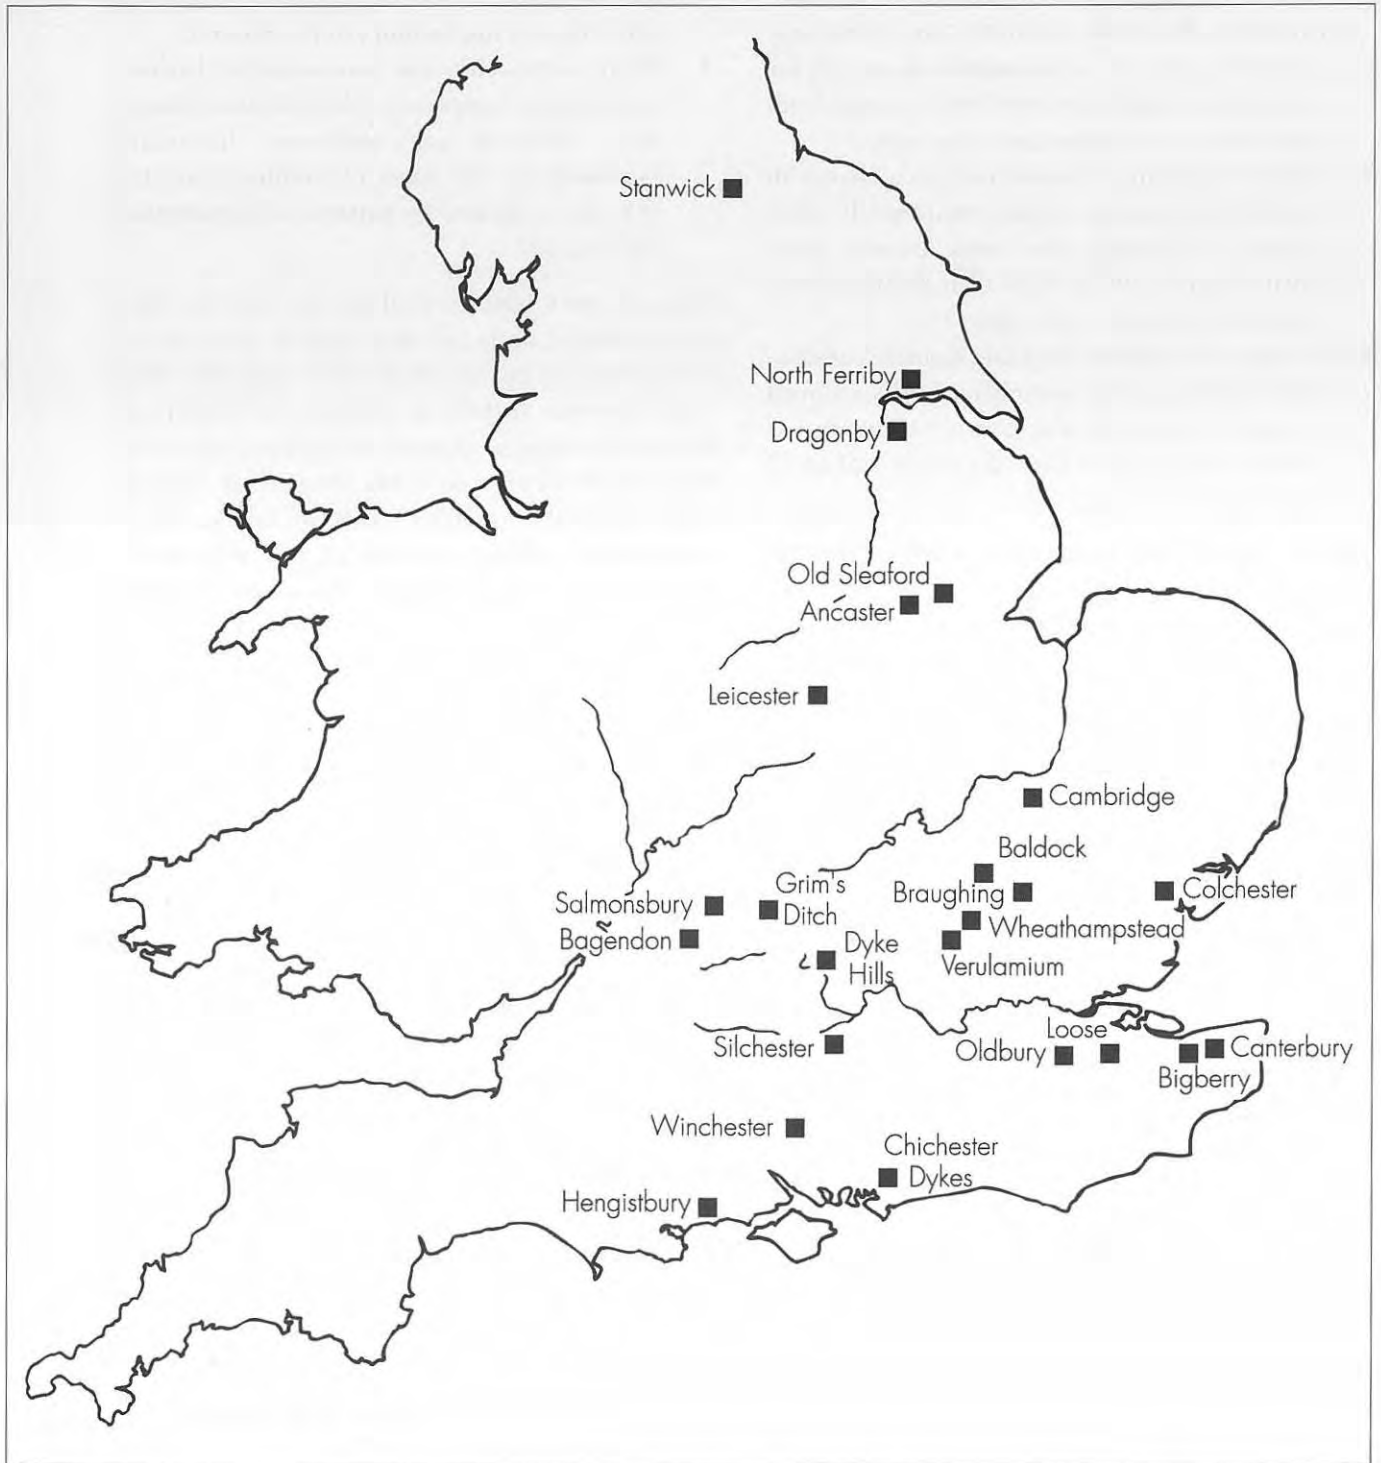 Stanwick
North Ferriby
Dragonby
Old Sleaford
Ancaster
Leicester
Cambridge
Baldock
Braughing
Colchester
Grim's
Ditch
Salmonsbury
Wheathampstead
Bagendon
Dyke
Hills
Verulamium
Loose
Silchester
Oldbury
Canterbury
Bigberry
Winchester
Chichester
Dykes
Hengistbury